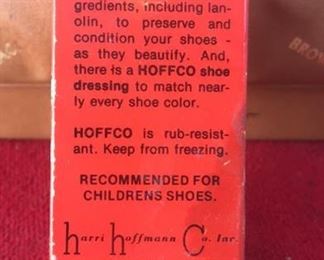 gredients, including lan-
olin, to preserve and
condition your shoes -
as they beautify. And,
there is a HOFFCO shoe
dressing to match near-
ly every shoe color.
HOFFCO is rub-resist-
ant. Keep from freezing.
RECOMMENDED FOR
CHILDRENS SHOES.
harri hoffmann Co. Inc.
BROW